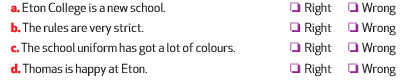 a. Eton College is a new school. ❑ Right ❑ Wrong
b. The rules are very strict. ❑ Right ❑ Wrong
c. The school uniform has got a lot of colours. ❑ Right ❑ Wrong
d. Thomas is happy at Eton. ❑ Right ❑ Wrong